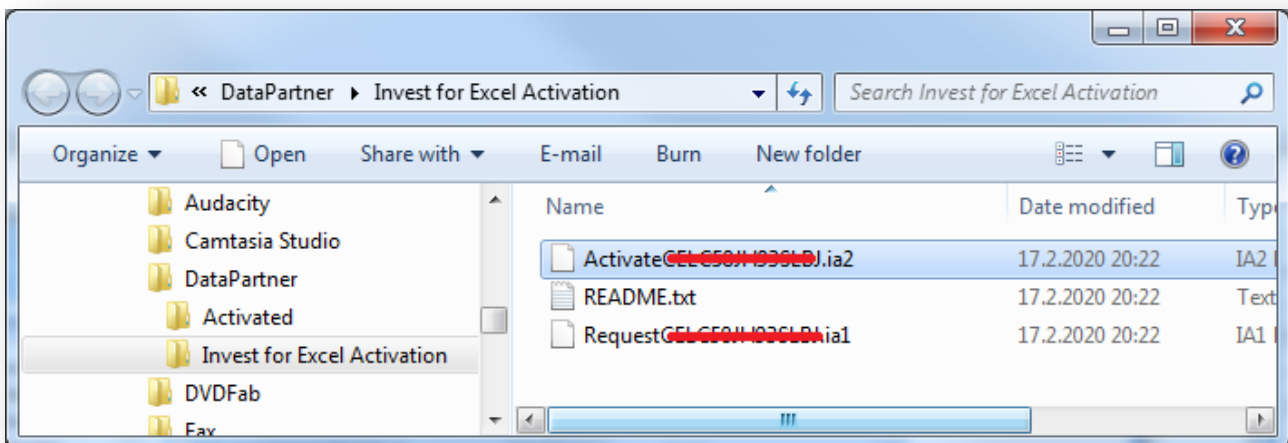 « DataPartner ▸ Invest for Excel Activation
Search Invest for Excel Activation
Organize Open Share with E-mail Burn New folder
Audacity
Camtasia Studio
DataPartner
Activated
Invest for Excel Activation
DVDFab
Fax
Name Date modified Type
Activate .ia2 17.2.2020 20:22 IA2
README.txt 17.2.2020 20:22 Text
Request .ia1 17.2.2020 20:22 IA1